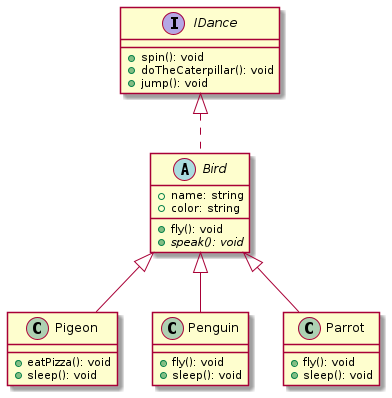 I IDance
spin(): void
doTheCaterpillar(): void
jump(): void
A Bird
name: string
color: string
fly(): void
speak(): void
C Pigeon
eatPizza(): void
sleep(): void
C Penguin
fly(): void
sleep(): void
C Parrot
fly(): void
sleep(): void